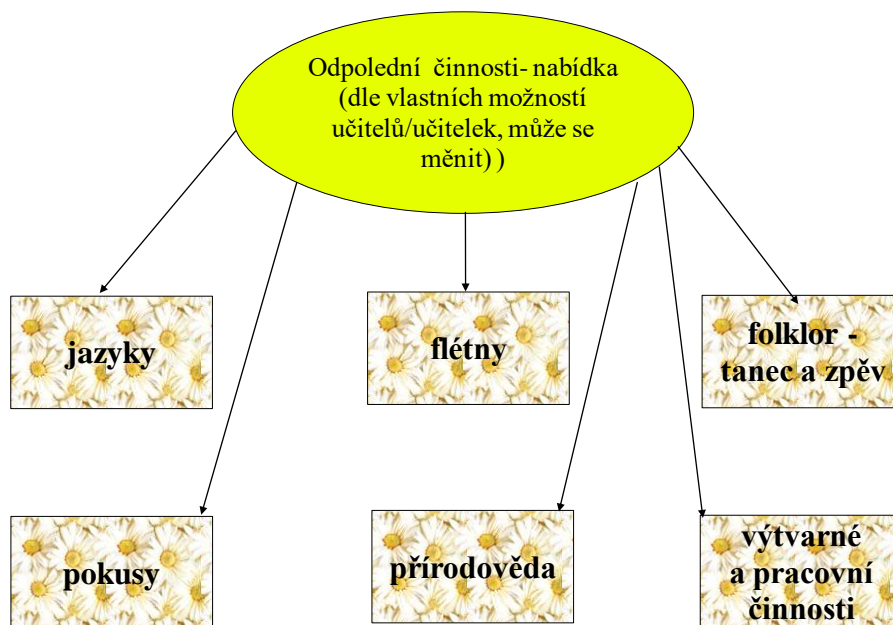 Odpolední činnosti- nabídka
(dle vlastních možností
učitelů/učitelek, může se
měnit) )
jazyky
flétny
folklor -
tanec a zpěv
pokusy
přírodověda
výtvarné
a pracovní
činnosti